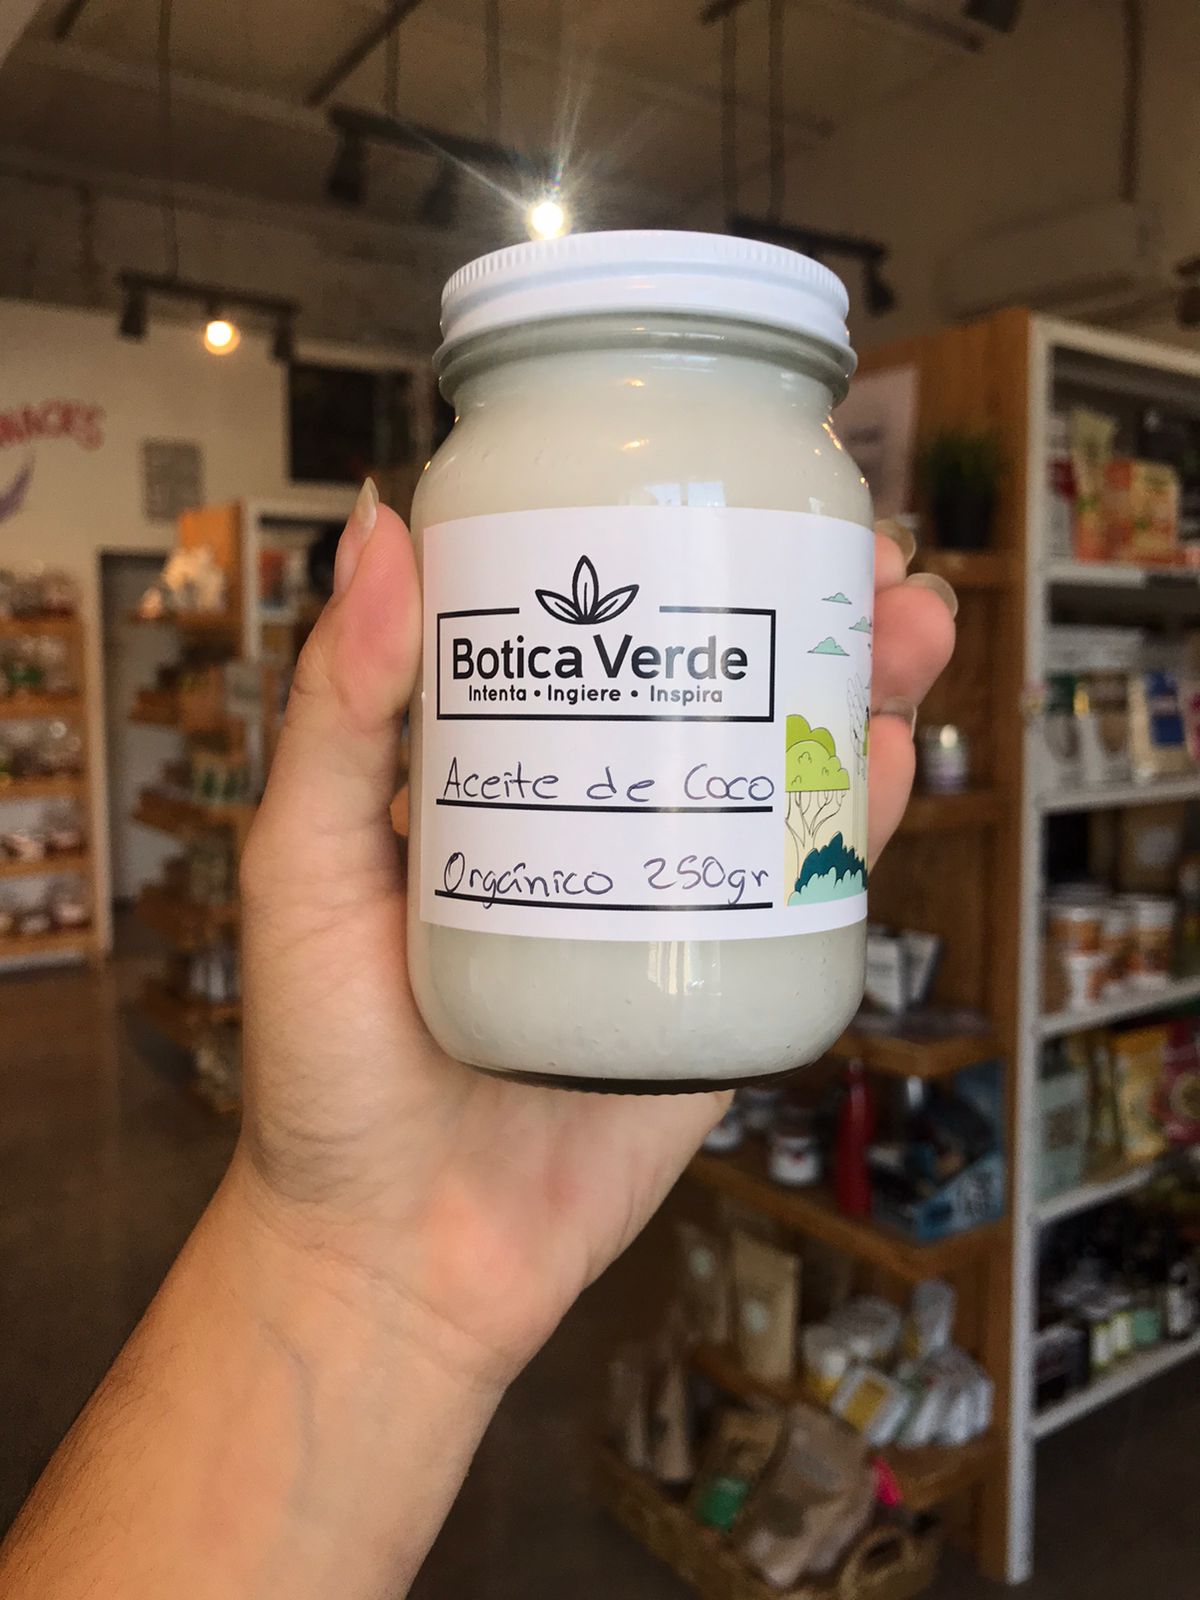 Botica Verde
Intenta • Ingiere • Inspira
Aceite de Coco
Orgánico 250gr